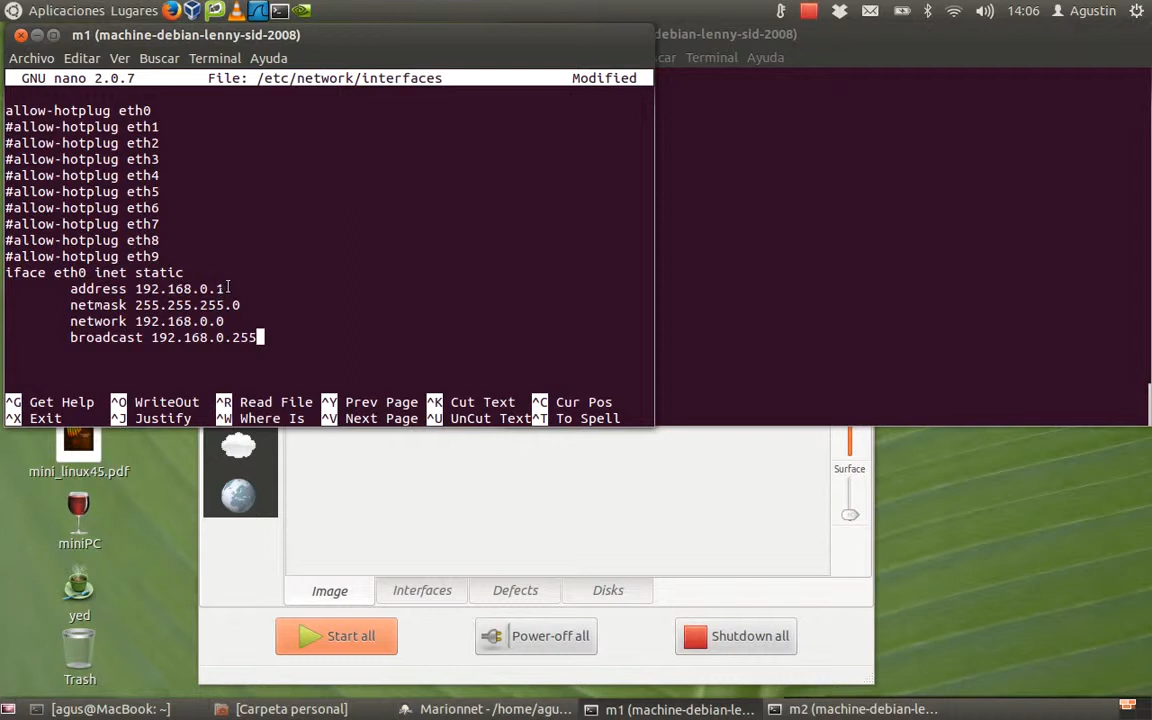 Aplicaciones Lugares
14:06
Agustin
m1 (machine-debian-lenny-sid-2008)
debian-lenny-sid-2008)
Archivo Editar Ver Buscar Terminal Ayuda
car Terminal Ayuda
GNU nano 2.0.7 File: /etc/network/interfaces Modified
allow-hotplug eth0
#allow-hotplug eth1
#allow-hotplug eth2
#allow-hotplug eth3
#allow-hotplug eth4
#allow-hotplug eth5
#allow-hotplug eth6
#allow-hotplug eth7
#allow-hotplug eth8
#allow-hotplug eth9
iface eth0 inet static
address 192.168.0.1
netmask 255.255.255.0
network 192.168.0.0
broadcast 192.168.0.255
^G Get Help ^O WriteOut ^R Read File ^Y Prev Page ^K Cut Text ^C Cur Pos
^X Exit ^J Justify ^W Where Is ^V Next Page ^U UnCut Text ^T To Spell
mini_linux45.pdf
miniPC
yed
Trash
Surface
Image Interfaces Defects Disks
Start all Power-off all Shutdown all
[agus@MacBook: ~] [Carpeta personal] Marionnet - /home/agu... m1 (machine-debian-le... m2 (machine-debian-le...